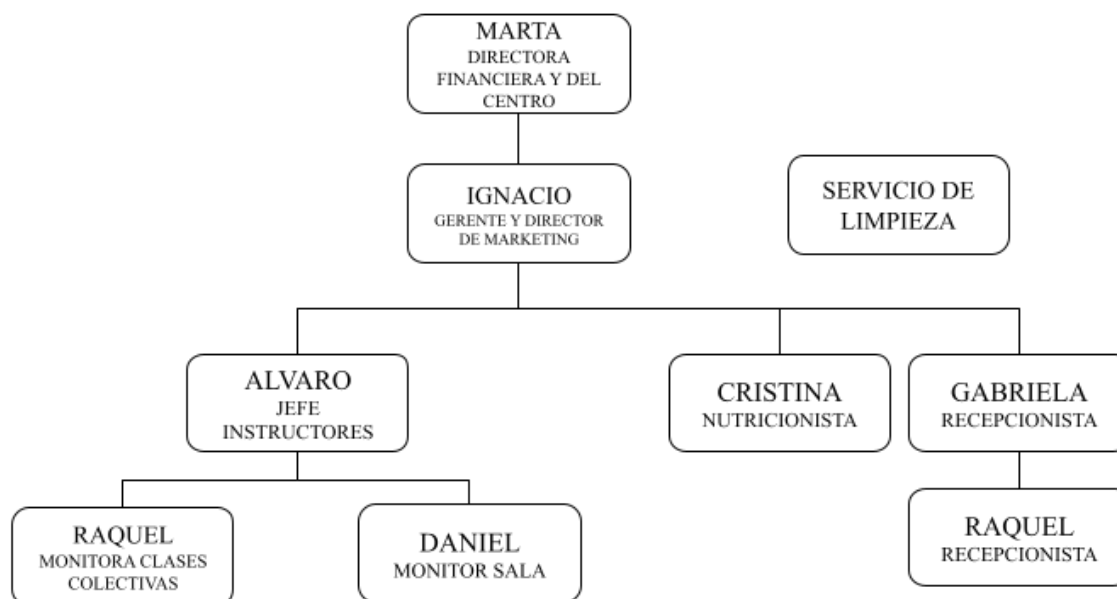 MARTA
DIRECTORA
FINANCIERA Y DEL
CENTRO
IGNACIO
GERENTE Y DIRECTOR
DE MARKETING
SERVICIO DE
LIMPIEZA
ALVARO
JEFE
INSTRUCTORES
CRISTINA
NUTRICIONISTA
GABRIELA
RECEPCIONISTA
RAQUEL
MONITORA CLASES
COLECTIVAS
DANIEL
MONITOR SALA
RAQUEL
RECEPCIONISTA